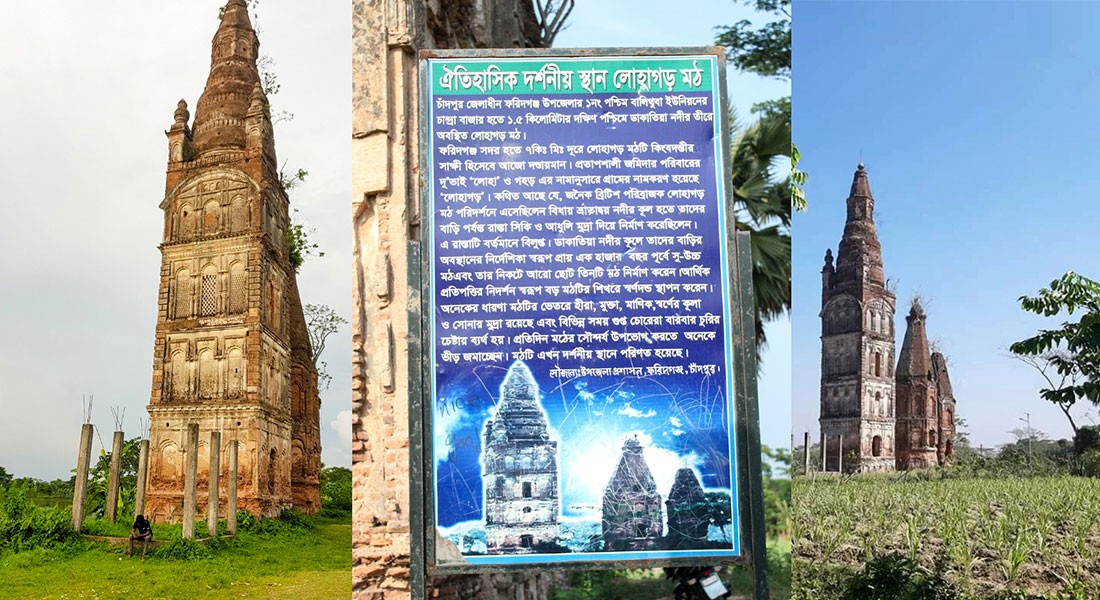 ঐতিহাসিক দর্শনীয় স্থান লোহাগড় মঠ
চাঁদপুর জেলাধীন ফরিদগঞ্জ উপজেলার ১নং পশ্চিম বালিথুবা ইউনিয়নের
চান্দ্রা বাজার হতে ১.৫ কিলোমিটার দক্ষিণ পশ্চিমে ডাকাতিয়া নদীর তীরে
অবস্থিত লোহাগড় মঠ।
ফরিদগঞ্জ সদর হতে ৭কিঃ মিঃ দূরে লোহাগড় মঠটি কিংবদন্তীর
সাক্ষী হিসেবে আজো দন্ডায়মান। প্রতাপশালী জমিদার পরিবারের
দু'ভাই 'লোহা' ও গহড় এর নামানুসারে গ্রামের নামকরণ হয়েছে
'লোহাগড়'। কথিত আছে যে, জনৈক ব্রিটিশ পরিব্রাজক লোহাগড়
মঠ পরিদর্শনে এসেছিলেন বিধায় ভ্রাতৃদ্বয় নদীর কূল হতে তাদের
বাড়ি পর্যন্ত রাস্তা সিকি ও আধুলি মুদ্রা দিয়ে নির্মাণ করেছিলেন।
এ রাস্তাটি বর্তমানে বিলুপ্ত। ডাকাতিয়া নদীর কূলে তাদের বাড়ির
অবস্থানের নির্দেশিকা স্বরূপ প্রায় এক হাজার বছর পূর্বে সু-উচ্চ
মঠএবং তার নিকটে আরো ছোট তিনটি মঠ নির্মাণ করেন।আর্থিক
প্রতিপত্তির নিদর্শন স্বরূপ বড় মঠটির শিখরে স্বর্ণদন্ড স্থাপন করেন।
অনেকের ধারণা মঠটির ভেতরে হীরা, মুক্তা, মাণিক,স্বর্ণের কূলা
ও সোনার মুদ্রা রয়েছে এবং বিভিন্ন সময় গুপ্ত চোরেরা বারবার চুরির
চেষ্টায় ব্যর্থ হয়। প্রতিদিন মঠের সৌন্দর্য উপভোগ করতে অনেকে
ভীড় জমাচ্ছেন। মঠটি এখন দর্শনীয় স্থানে পরিণত হয়েছে।
সৌজন্যেঃউপজেলা প্রশাসন, ফরিদগঞ্জ, চাঁদপুর।